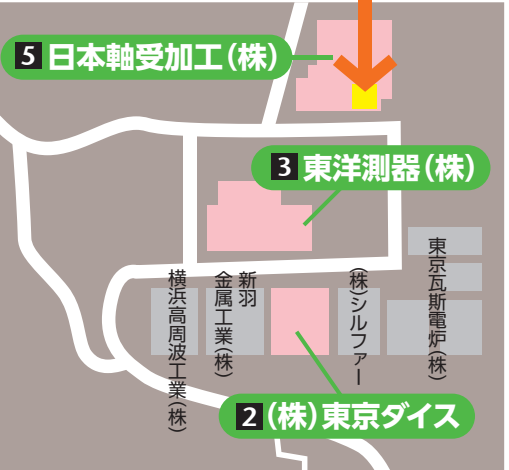 5 日本軸受加工(株)
3 東洋測器(株)
東京瓦斯電炉(株)
(株)シルファー
新羽
金属工業(株)
横浜高周波工業(株)
2 (株)東京ダイス